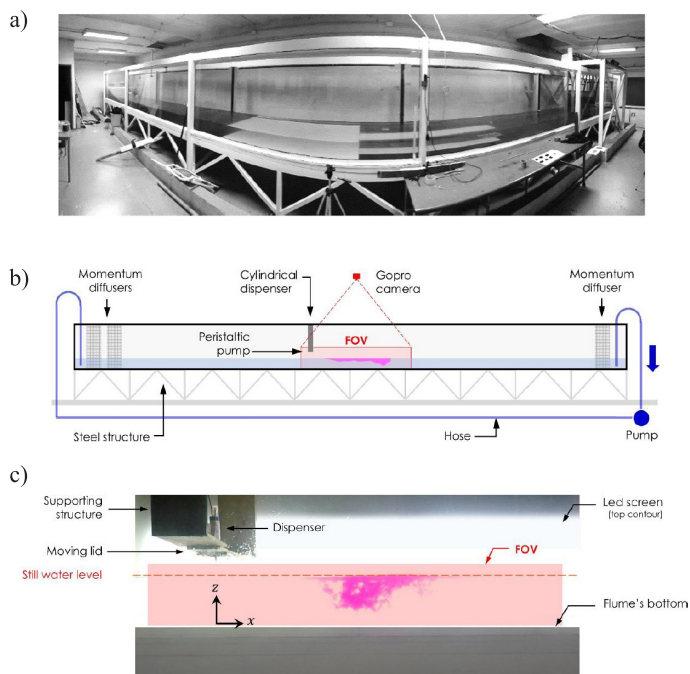 a)
b)
Momentum
diffusers
Cylindrical
dispenser
Gopro
camera
Momentum
diffuser
Peristaltic
pump
FOV
Steel structure
Hose
Pump
c)
Supporting
structure
Dispenser
Led screen
(top contour)
Moving lid
FOV
Still water level
z
x
Flume's bottom